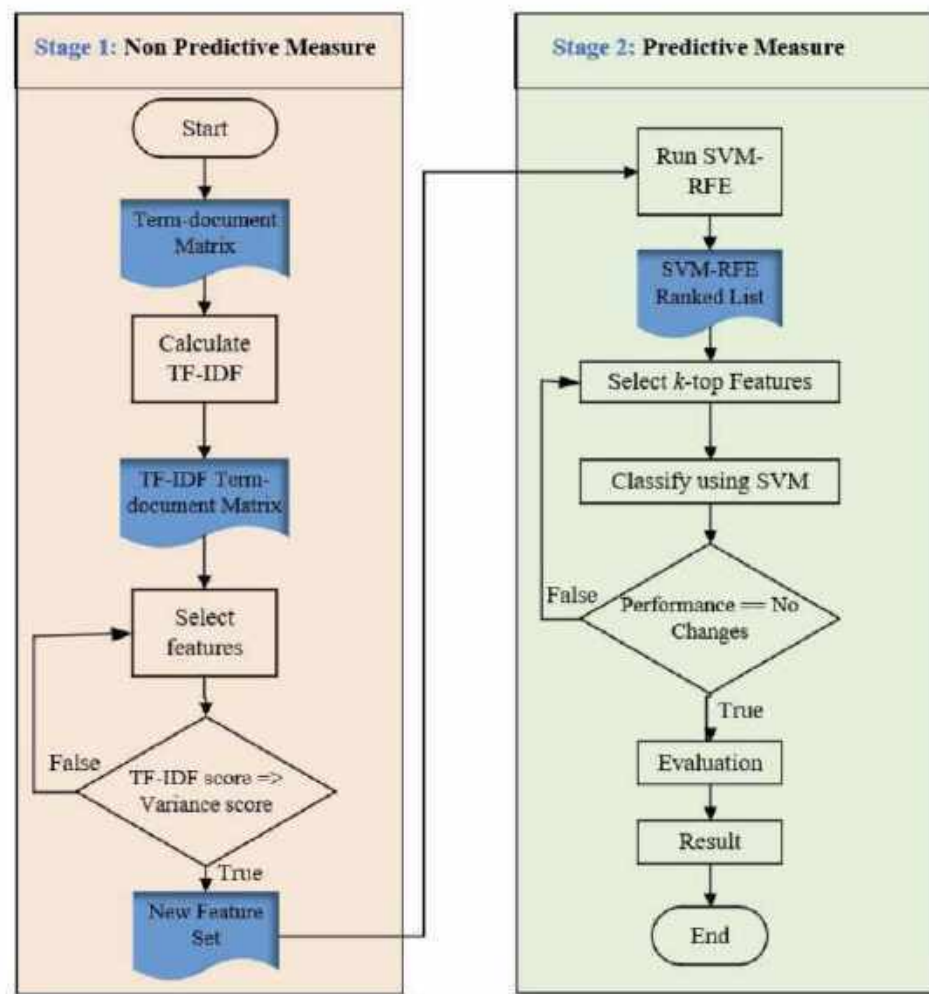 Stage 1: Non Predictive Measure
Start
Term-document
Matrix
Calculate
TF-IDF
TF-IDF Term-
document Matrix
Select
features
False
TF-IDF score =>
Variance score
True
New Feature
Set
Stage 2: Predictive Measure
Run SVM-
RFE
SVM-RFE
Ranked List
Select k-top Features
Classify using SVM
False
Performance == No
Changes
True
Evaluation
Result
End